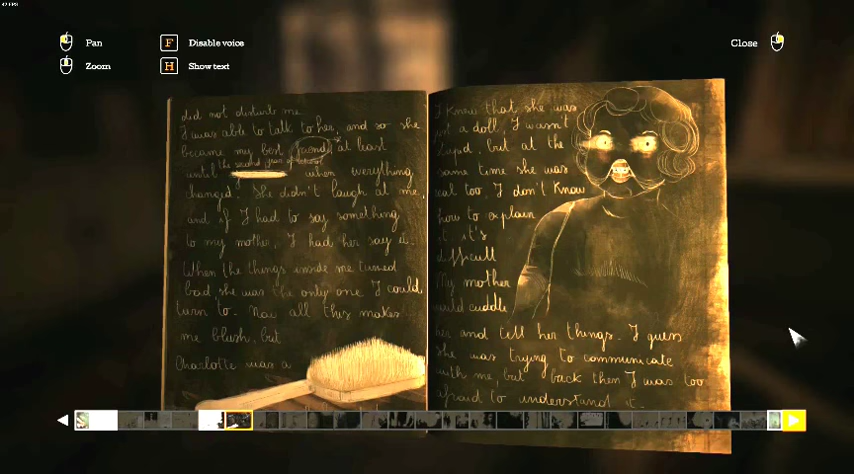 47 FPS
Pan
F Disable voice
Close
Zoom
H Show text
did not disturb me
I was able to talk to her, and so she
became my best friend, at least
the second year of school
until when everything
changed. She didn't laugh at me,
and if I had to say something
to my mother, I had her say it.
When the things inside me turned
bad she was the only one I could
turn to. Now all this makes
me blush, but
Charlotte was a
I know that she was
just a doll, I wasn't
stupid. but at the
same time she was
real too, I don't know
how to explain
it, it's
difficult
My mother
would cuddle
her and tell her things. I guess
she was trying to communicate
with me, but back then I was too
afraid to understand it.